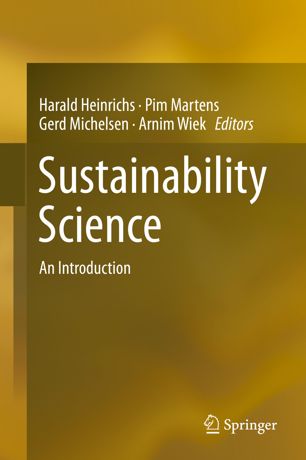 Harald Heinrichs · Pim Martens
Gerd Michelsen · Arnim Wiek Editors
Sustainability
Science
An Introduction
Springer